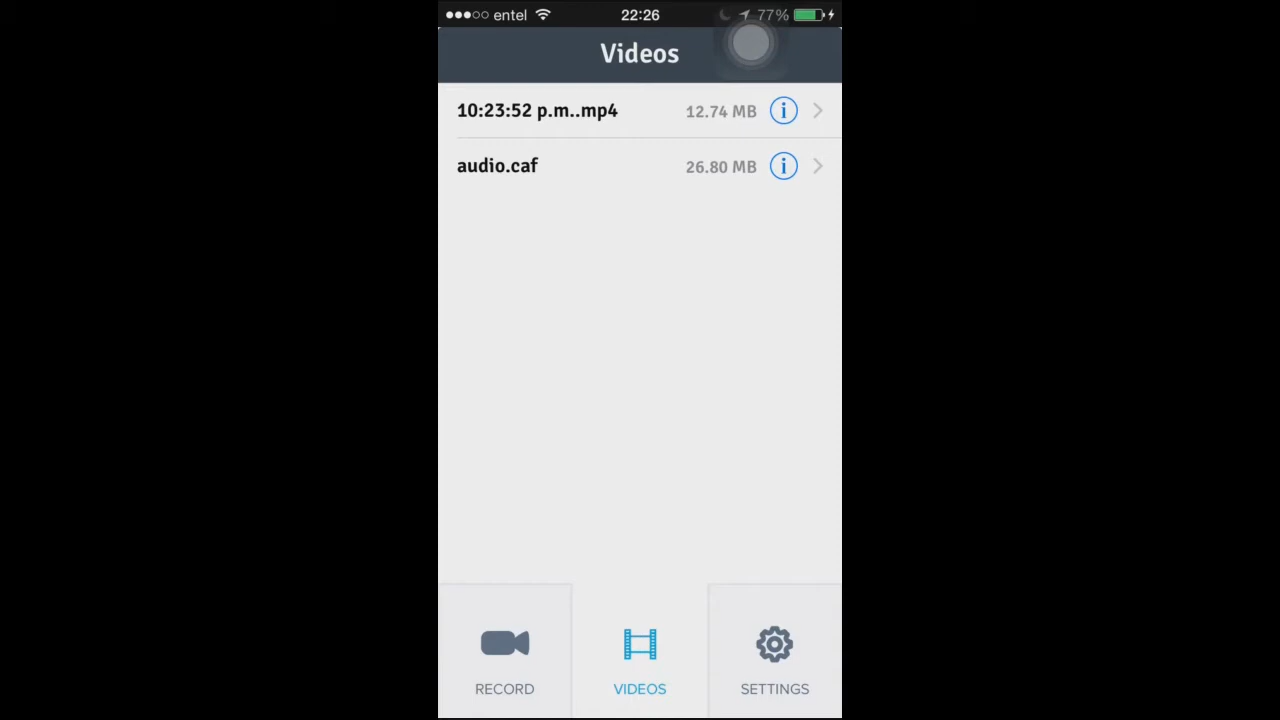 entel 22:26 77%
Videos
10:23:52 p.m..mp4 12.74 MB
audio.caf 26.80 MB
RECORD VIDEOS SETTINGS